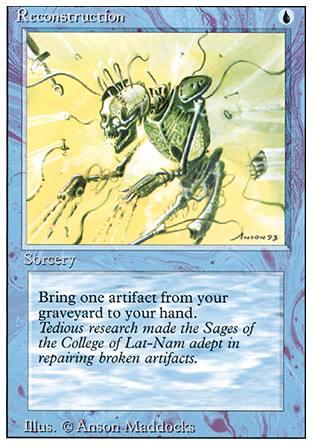 Reconstruction
ANSON 93
Sorcery
Bring one artifact from your
graveyard to your hand.
Tedious research made the Sages of
the College of Lat-Nam adept in
repairing broken artifacts.
Illus. © Anson Maddocks